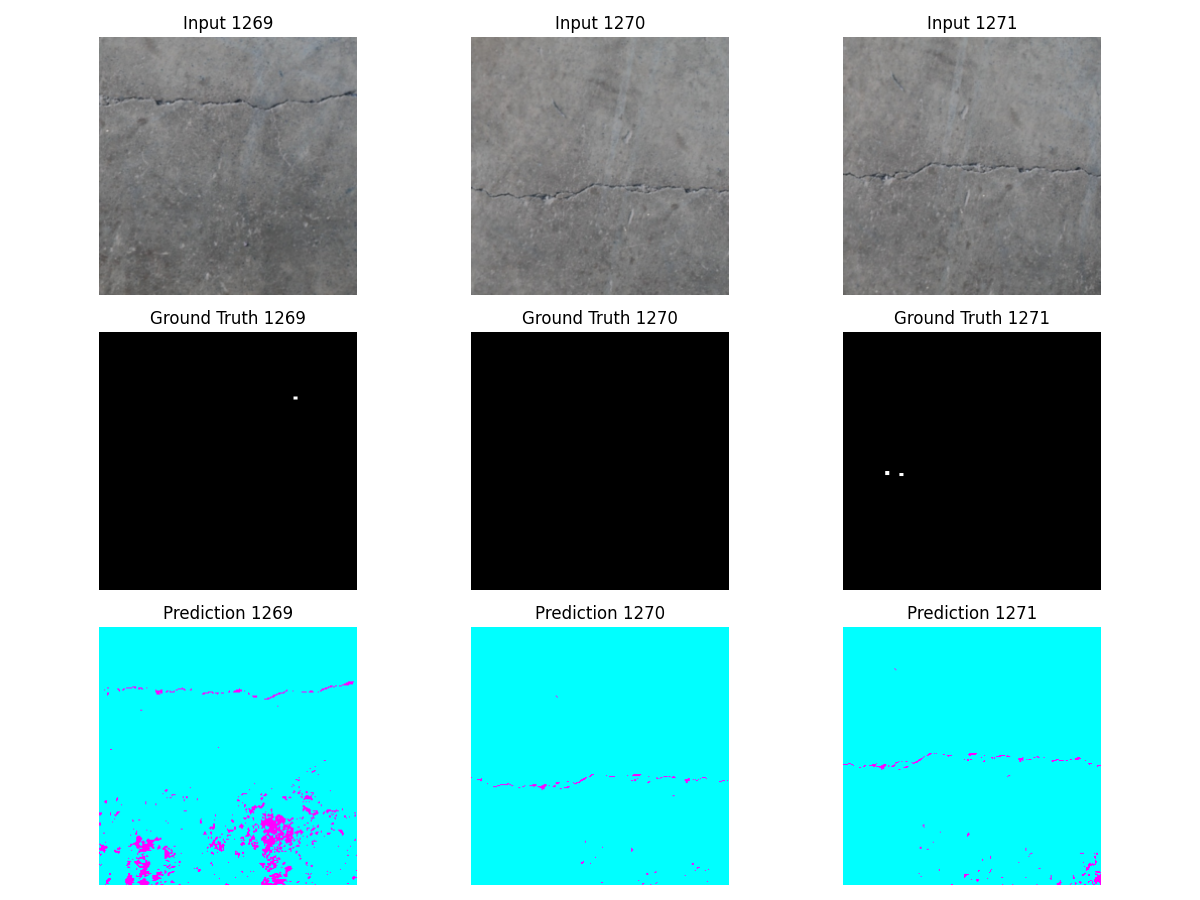 Input 1269
Input 1270
Input 1271
Ground Truth 1269
Ground Truth 1270
Ground Truth 1271
Prediction 1269
Prediction 1270
Prediction 1271